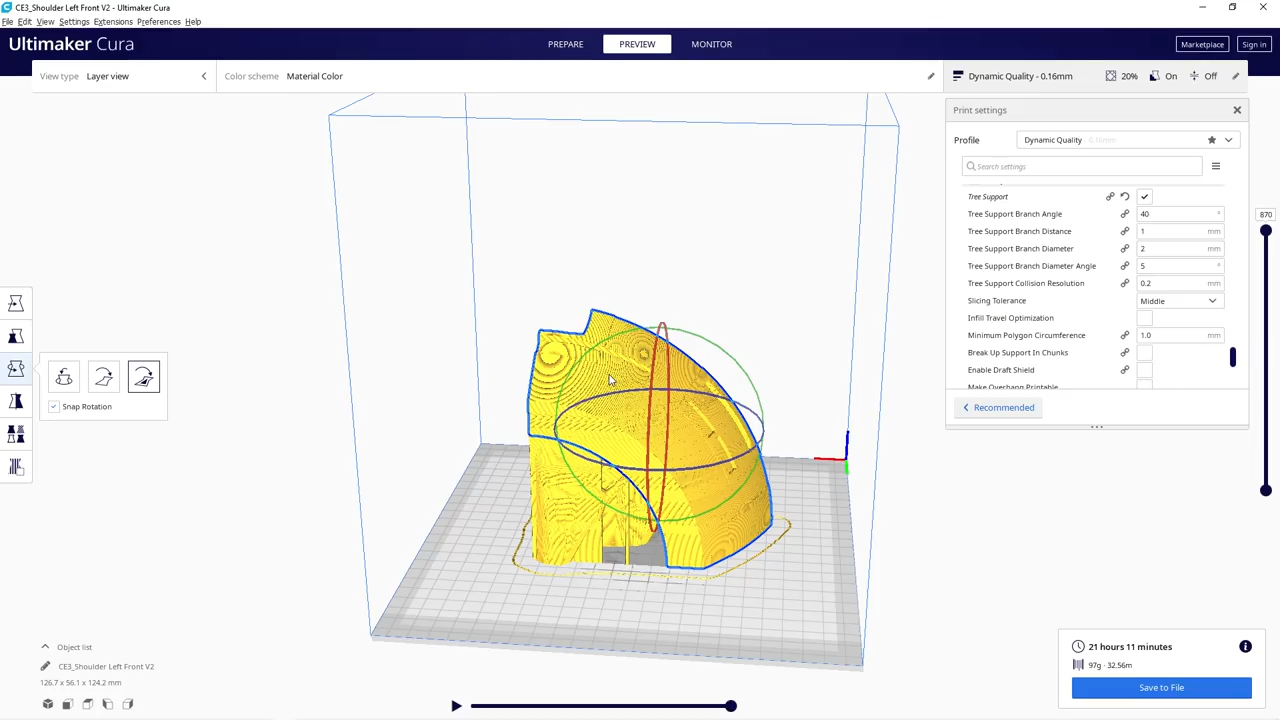 CE3_Shoulder Left Front V2 - Ultimaker Cura
File Edit View Settings Extensions Preferences Help
Ultimaker Cura
PREPARE PREVIEW MONITOR
Marketplace Sign in
View type Layer view
Color scheme Material Color
Dynamic Quality - 0.16mm 20% On Off
Print settings
Profile Dynamic Quality - 0.16mm
Search settings
Tree Support
Tree Support Branch Angle 40 °
Tree Support Branch Distance 1 mm
Tree Support Branch Diameter 2 mm
Tree Support Branch Diameter Angle 5 °
Tree Support Collision Resolution 0.2 mm
Slicing Tolerance Middle
Infill Travel Optimization
Minimum Polygon Circumference 1.0 mm
Break Up Support In Chunks
Enable Draft Shield
Make Overhang Printable
Recommended
870
Snap Rotation
Object list
CE3_Shoulder Left Front V2
126.7 x 56.1 x 124.2 mm
21 hours 11 minutes
97g · 32.56m
Save to File